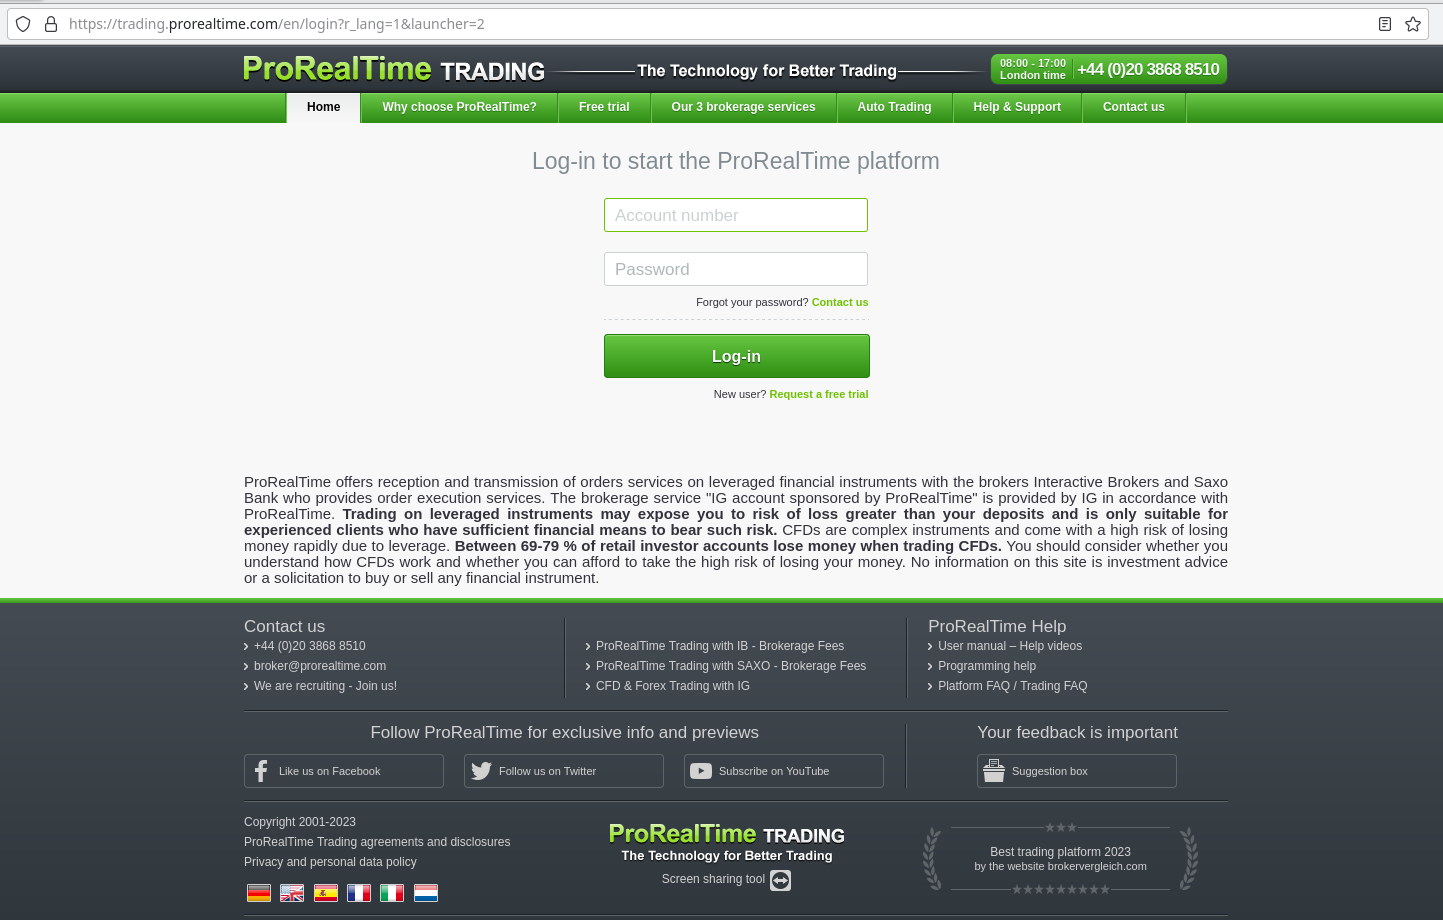 https://trading.prorealtime.com/en/login?r_lang=1&launcher=2
ProRealTime TRADING
The Technology for Better Trading
08:00 - 17:00
London time
+44 (0)20 3868 8510
Home
Why choose ProRealTime?
Free trial
Our 3 brokerage services
Auto Trading
Help & Support
Contact us
Log-in to start the ProRealTime platform
Account number
Password
Forgot your password? Contact us
Log-in
New user? Request a free trial
ProRealTime offers reception and transmission of orders services on leveraged financial instruments with the brokers Interactive Brokers and Saxo
Bank who provides order execution services. The brokerage service "IG account sponsored by ProRealTime" is provided by IG in accordance with
ProRealTime. Trading on leveraged instruments may expose you to risk of loss greater than your deposits and is only suitable for
experienced clients who have sufficient financial means to bear such risk. CFDs are complex instruments and come with a high risk of losing
money rapidly due to leverage. Between 69-79 % of retail investor accounts lose money when trading CFDs. You should consider whether you
understand how CFDs work and whether you can afford to take the high risk of losing your money. No information on this site is investment advice
or a solicitation to buy or sell any financial instrument.
Contact us
+44 (0)20 3868 8510
broker@prorealtime.com
We are recruiting - Join us!
ProRealTime Trading with IB - Brokerage Fees
ProRealTime Trading with SAXO - Brokerage Fees
CFD & Forex Trading with IG
ProRealTime Help
User manual – Help videos
Programming help
Platform FAQ / Trading FAQ
Follow ProRealTime for exclusive info and previews
Like us on Facebook
Follow us on Twitter
Subscribe on YouTube
Your feedback is important
Suggestion box
Copyright 2001-2023
ProRealTime Trading agreements and disclosures
Privacy and personal data policy
ProRealTime TRADING
The Technology for Better Trading
Screen sharing tool
Best trading platform 2023
by the website brokervergleich.com